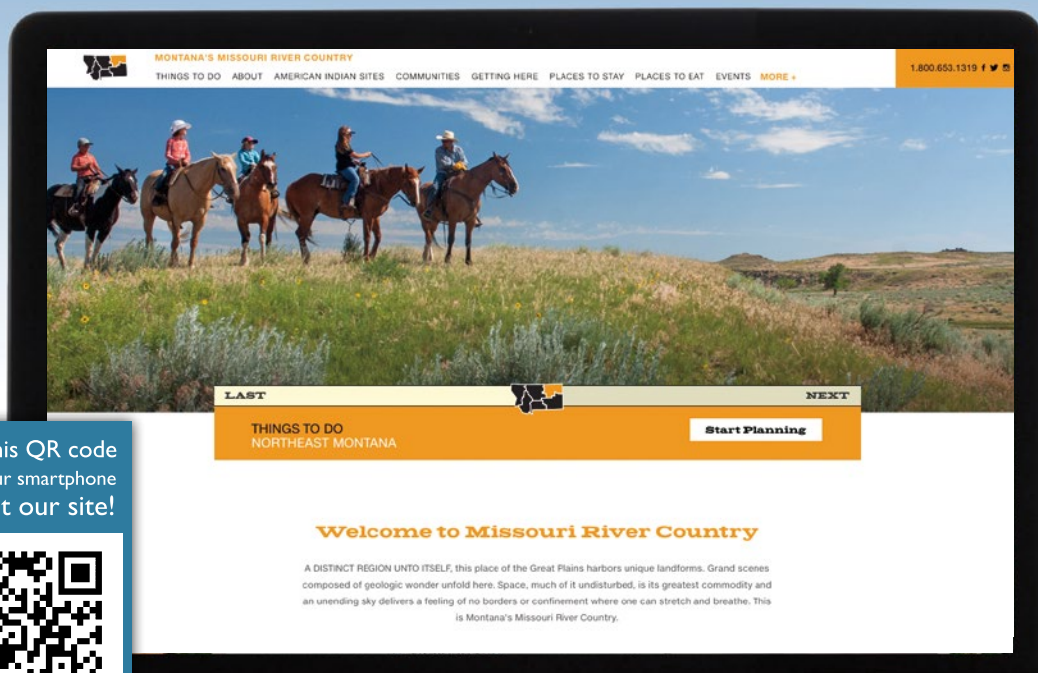 MONTANA'S MISSOURI RIVER COUNTRY
THINGS TO DO ABOUT AMERICAN INDIAN SITES COMMUNITIES GETTING HERE PLACES TO STAY PLACES TO EAT EVENTS MORE +
1.800.653.1319
LAST
NEXT
THINGS TO DO
NORTHEAST MONTANA
Start Planning
Welcome to Missouri River Country
A DISTINCT REGION UNTO ITSELF, this place of the Great Plains harbors unique landforms. Grand scenes
composed of geologic wonder unfold here. Space, much of it undisturbed, is its greatest commodity and
an unending sky delivers a feeling of no borders or confinement where one can stretch and breathe. This
is Montana's Missouri River Country.
QR code
smartphone
our site!